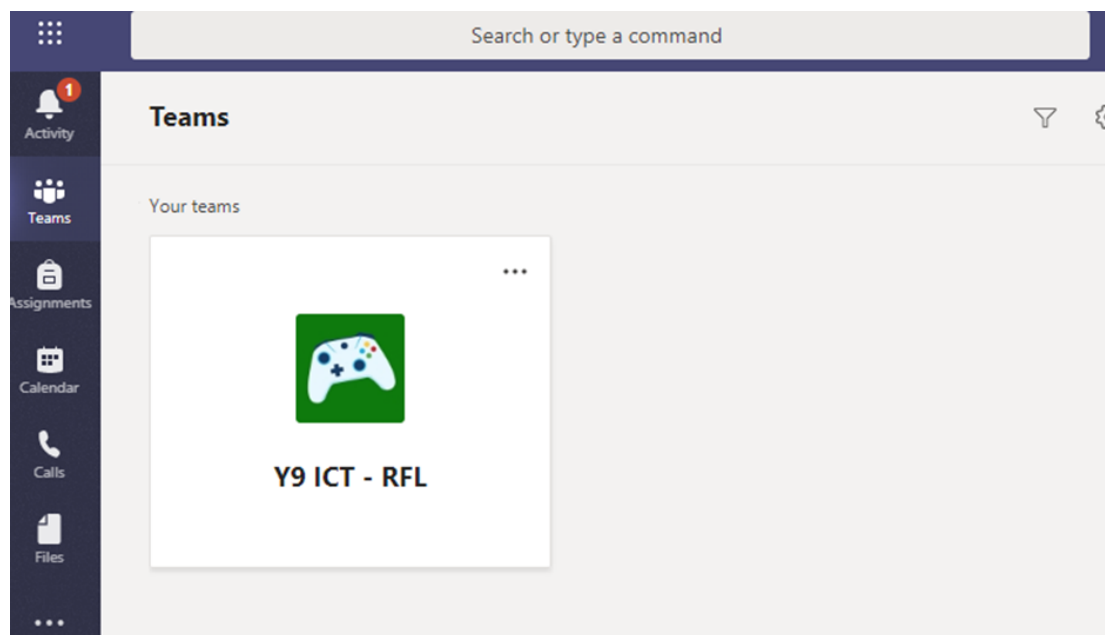 Search or type a command
1
Activity
Teams
Teams
Your teams
Assignments
Calendar
Calls
Files
Y9 ICT - RFL